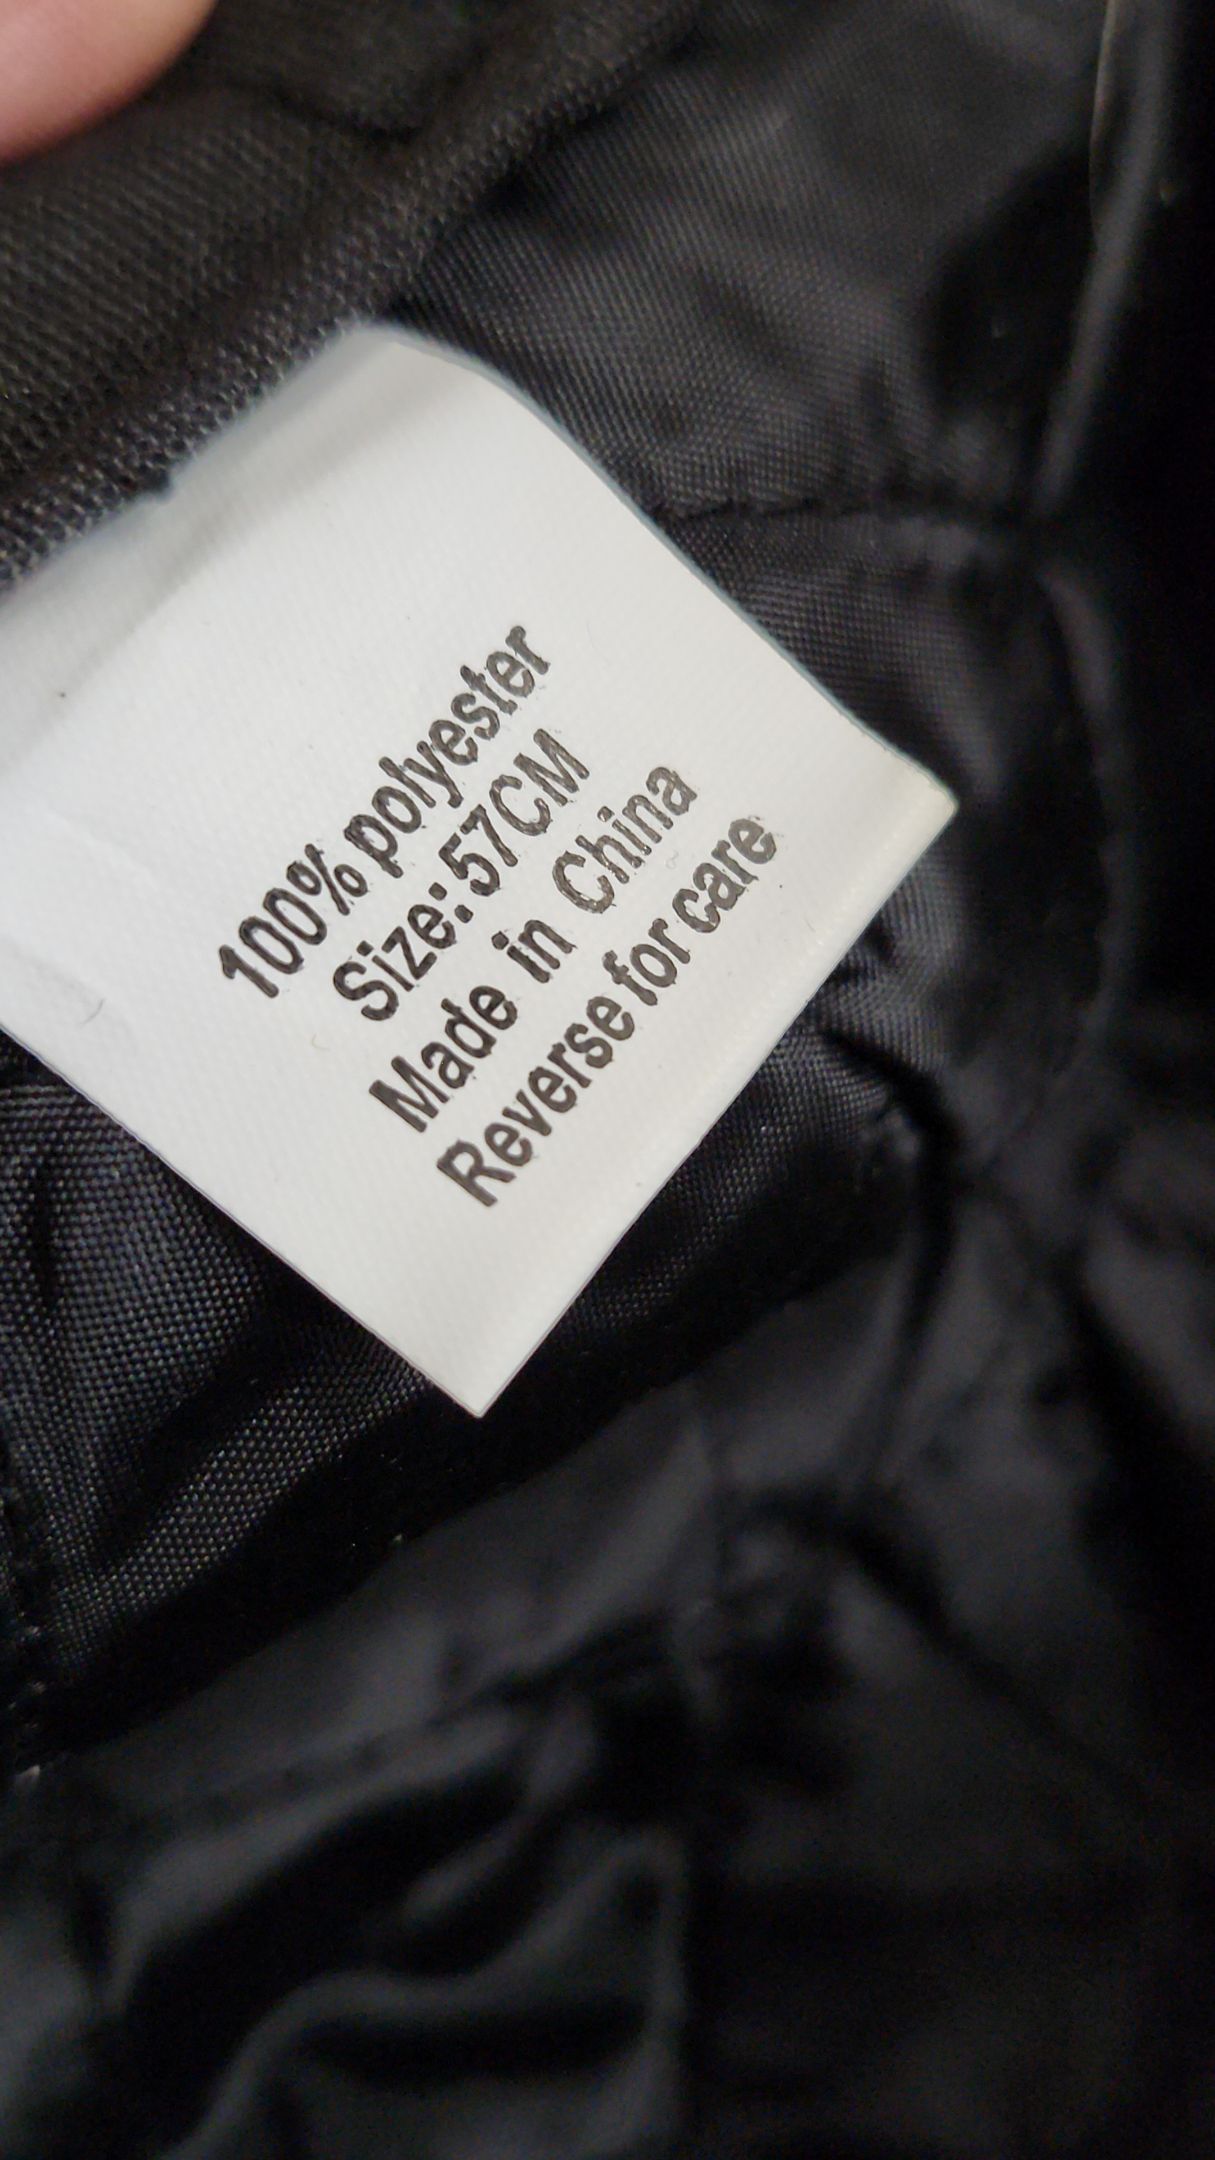 100% polyester
Size: 57CM
Made in China
Reverse for care